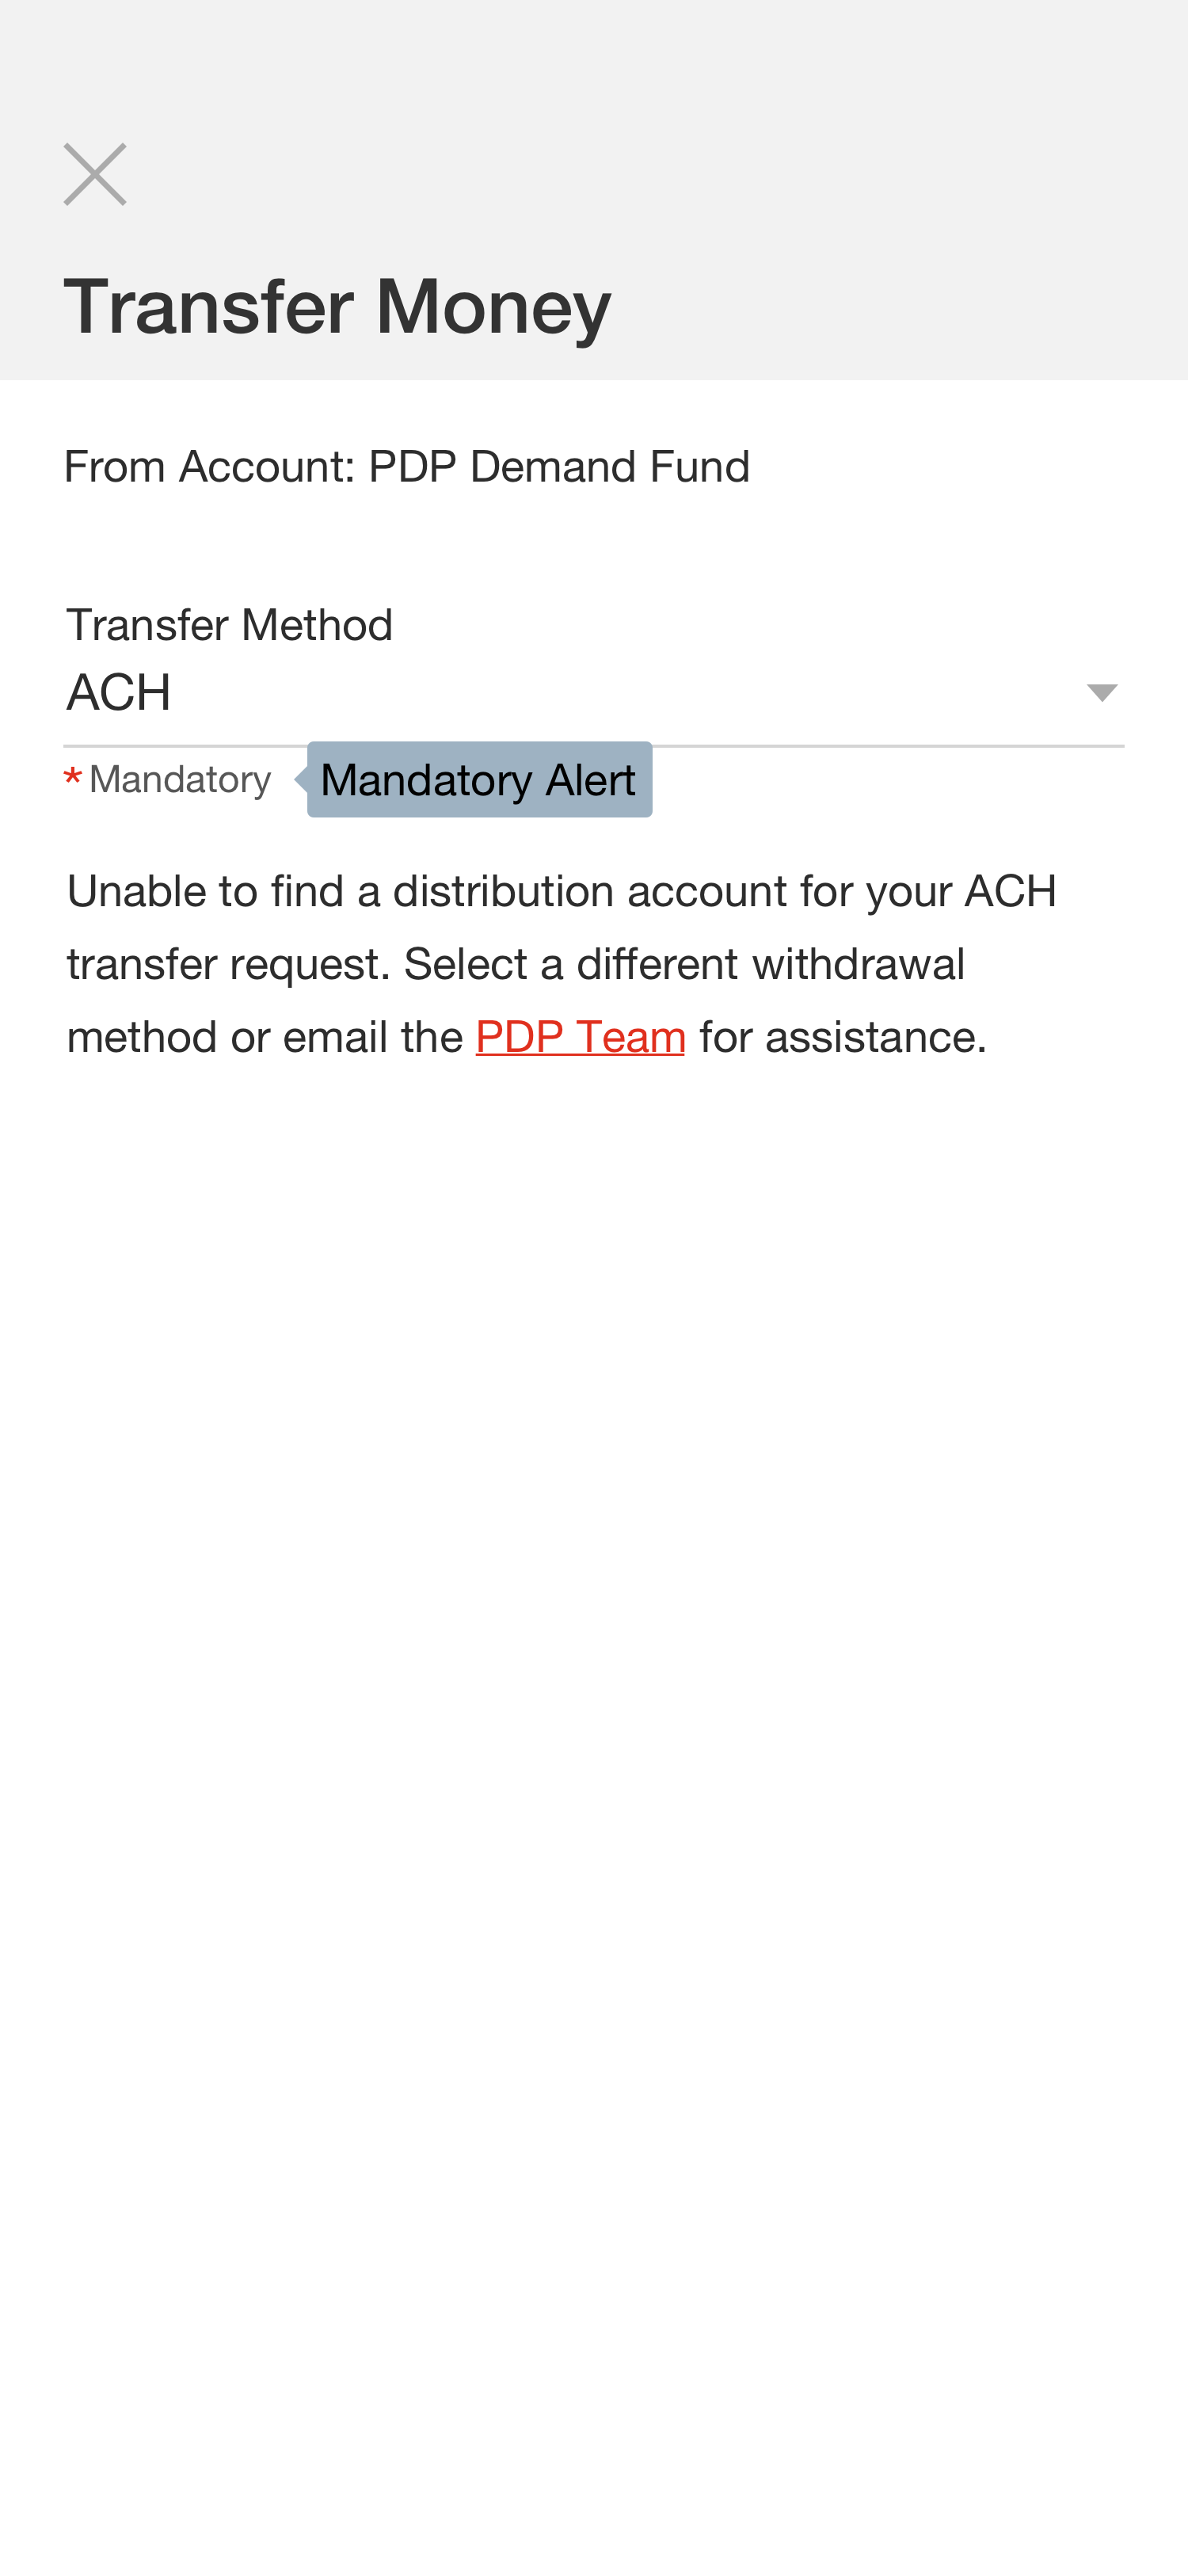 Transfer Money
From Account: PDP Demand Fund
Transfer Method
ACH
* Mandatory
Mandatory Alert
Unable to find a distribution account for your ACH
transfer request. Select a different withdrawal
method or email the PDP Team for assistance.